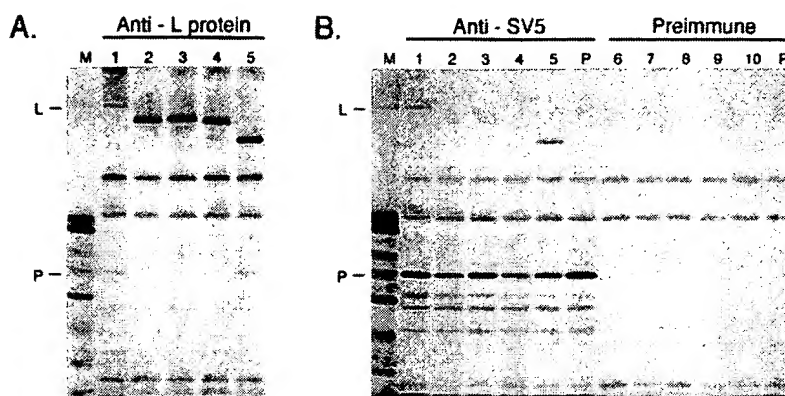 A. Anti - L protein
M 1 2 3 4 5
L
P
B. Anti - SV5 Preimmune
M 1 2 3 4 5 P 6 7 8 9 10 P
L
P